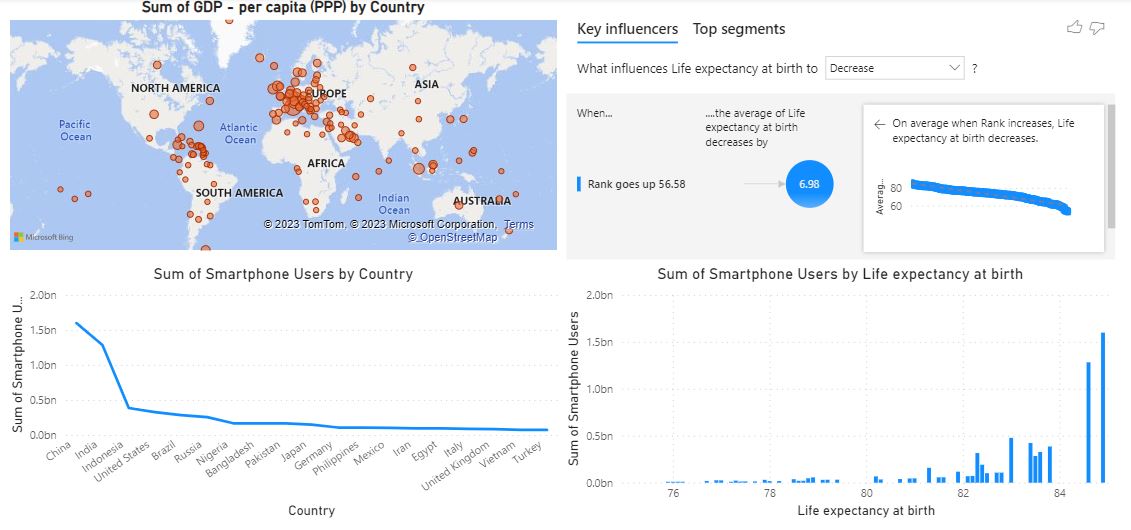 Sum of GDP - per capita (PPP) by Country
NORTH AMERICA
EUROPE
ASIA
Pacific
Ocean
Atlantic
Ocean
AFRICA
SOUTH AMERICA
Indian
Ocean
AUSTRALIA
© 2023 TomTom, © 2023 Microsoft Corporation, Terms
© OpenStreetMap
Microsoft Bing
Key influencers Top segments
What influences Life expectancy at birth to Decrease ?
When...
....the average of Life
expectancy at birth
decreases by
Rank goes up 56.58
6.98
On average when Rank increases, Life
expectancy at birth decreases.
Averag...
80
60
Sum of Smartphone Users by Country
Sum of Smartphone U...
2.0bn
1.5bn
1.0bn
0.5bn
0.0bn
China
India
Indonesia
United States
Brazil
Russia
Nigeria
Bangladesh
Pakistan
Japan
Germany
Philippines
Mexico
Iran
Egypt
Italy
United Kingdom
Vietnam
Turkey
Country
Sum of Smartphone Users by Life expectancy at birth
Sum of Smartphone Users
2.0bn
1.5bn
1.0bn
0.5bn
0.0bn
76 78 80 82 84
Life expectancy at birth